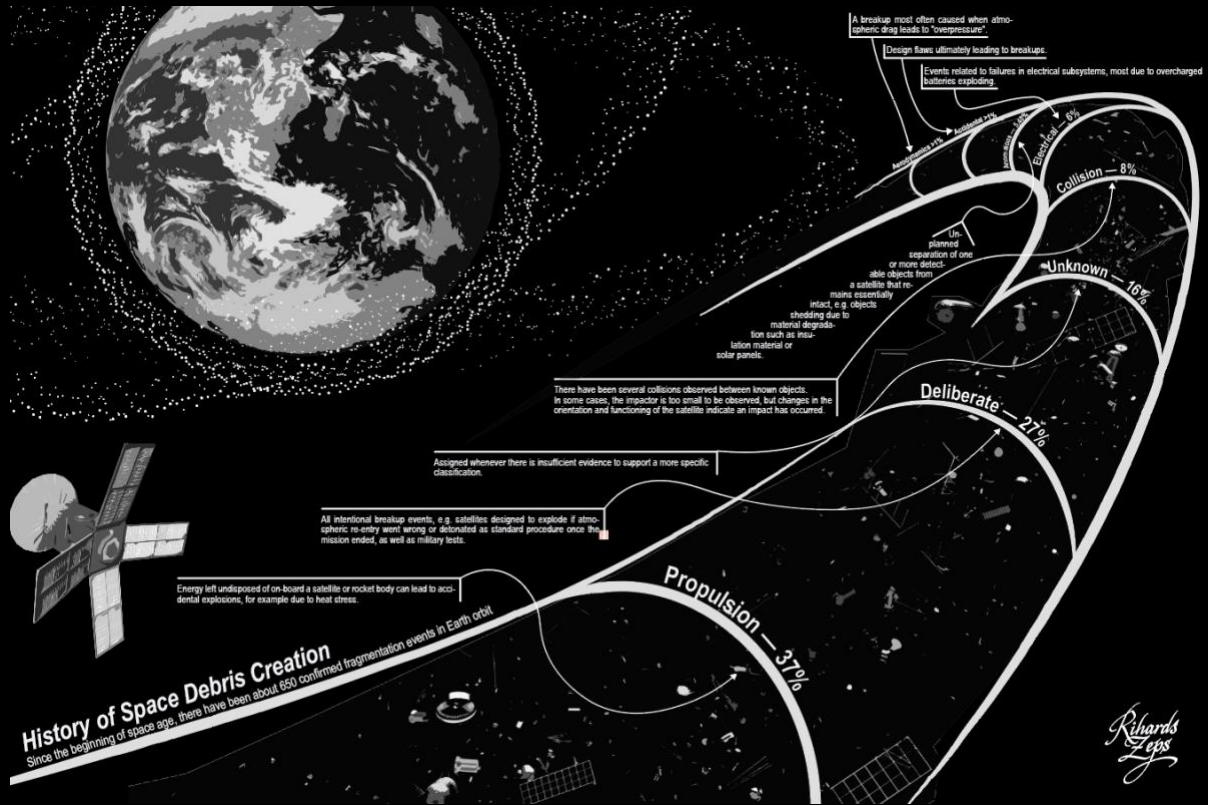 A breakup most often caused when atmo-
spheric drag leads to "overpressure".
Design flaws ultimately leading to breakups.
Events related to failures in electrical subsystems, most due to overcharged
batteries exploding.
Aerodynamics >1%
Accidental >1%
Electrical — 6%
Collision — 8%
Un-
planned
separation of one
or more detect-
able objects from
a satellite that re-
mains essentially
intact, e.g. objects
shedding due to
material degrada-
tion such as insu-
lation material or
solar panels.
Unknown — 16%
There have been several collisions observed between known objects.
In some cases, the impactor is too small to be observed, but changes in the
orientation and functioning of the satellite indicate an impact has occurred.
Deliberate — 27%
Assigned whenever there is insufficient evidence to support a more specific
classification.
All intentional breakup events, e.g. satellites designed to explode if atmo-
spheric re-entry went wrong or detonated as standard procedure once the
mission ended, as well as military tests.
Propulsion — 37%
Energy left undisposed of on-board a satellite or rocket body can lead to acci-
dental explosions, for example due to heat stress.
History of Space Debris Creation
Since the beginning of space age, there have been about 650 confirmed fragmentation events in Earth orbit
Rihards
Zeps